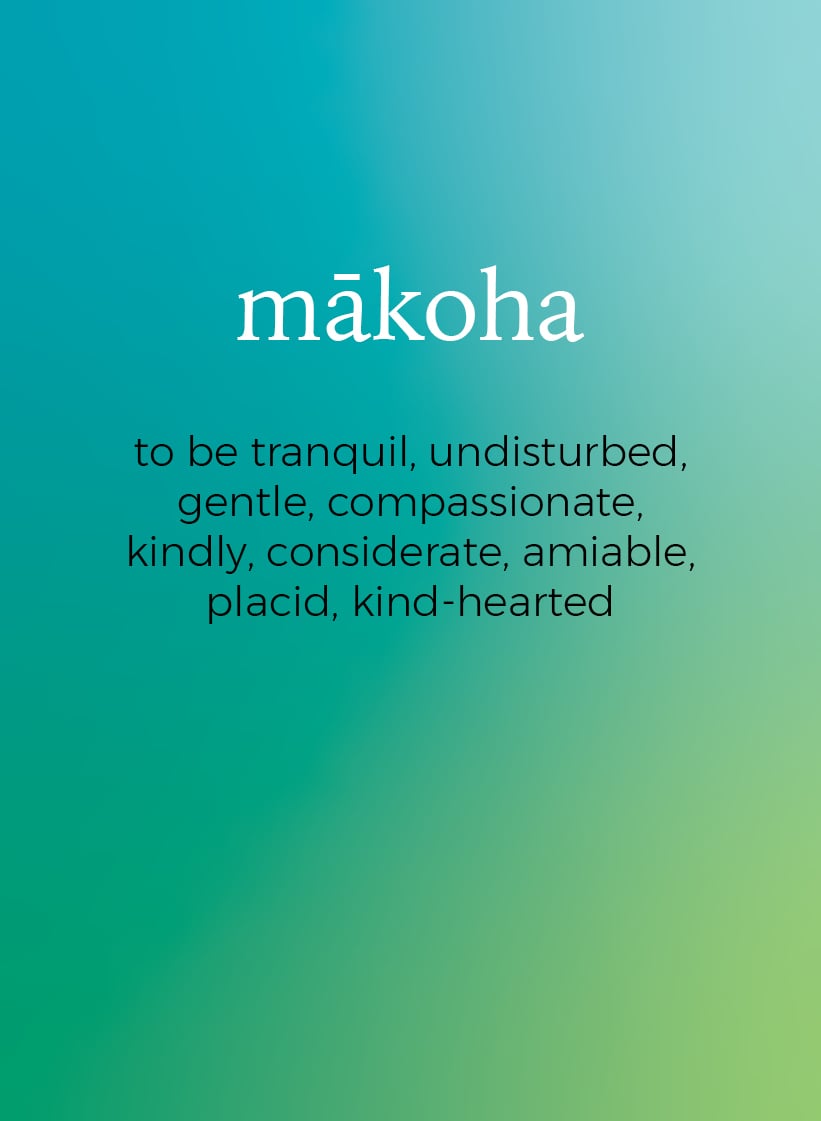 mākoha
to be tranquil, undisturbed,
gentle, compassionate,
kindly, considerate, amiable,
placid, kind-hearted